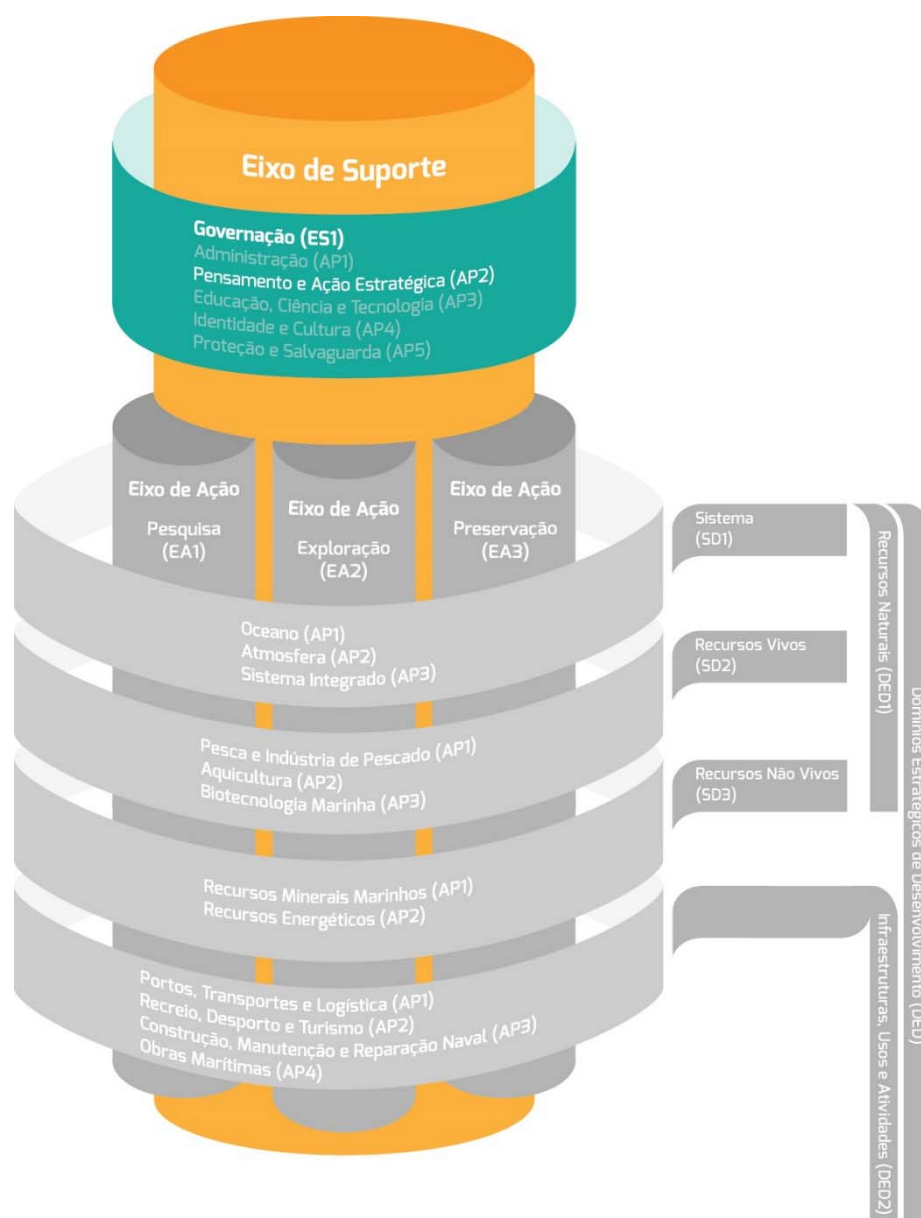 Eixo de Suporte
Governação (ES1)
Administração (AP1)
Pensamento e Ação Estratégica (AP2)
Educação, Ciência e Tecnologia (AP3)
Identidade e Cultura (AP4)
Proteção e Salvaguarda (AP5)
Eixo de Ação
Pesquisa
(EA1)
Eixo de Ação
Exploração
(EA2)
Eixo de Ação
Preservação
(EA3)
Oceano (AP1)
Atmosfera (AP2)
Sistema Integrado (AP3)
Pesca e Indústria de Pescado (AP1)
Aquicultura (AP2)
Biotecnologia Marinha (AP3)
Recursos Minerais Marinhos (AP1)
Recursos Energéticos (AP2)
Portos, Transportes e Logística (AP1)
Recreio, Desporto e Turismo (AP2)
Construção, Manutenção e Reparação Naval (AP3)
Obras Marítimas (AP4)
Sistema
(SD1)
Recursos Vivos
(SD2)
Recursos Não Vivos
(SD3)
Recursos Naturais (DED1)
Infraestruturas, Usos e Atividades (DED2)
Domínios Estratégicos de Desenvolvimento (DED)